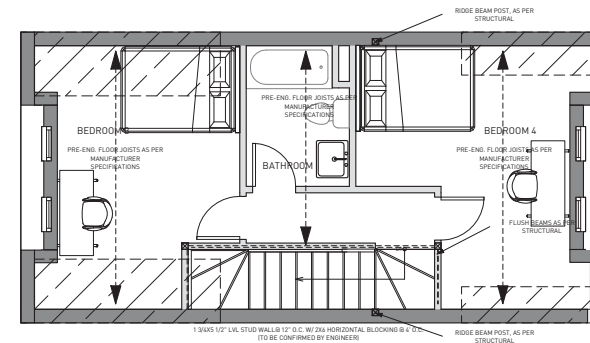 RIDGE BEAM POST, AS PER
STRUCTURAL
PRE-ENG. FLOOR JOISTS AS PER
MANUFACTURER
SPECIFICATIONS
BEDROOM 3
BEDROOM 4
PRE-ENG. FLOOR JOISTS AS PER
MANUFACTURER
SPECIFICATIONS
PRE-ENG. FLOOR JOISTS AS PER
MANUFACTURER
SPECIFICATIONS
BATHROOM
FLUSH BEAMS AS PER
STRUCTURAL
1 3/4X5 1/2" LVL STUD WALL@ 12" O.C. W/ 2X6 HORIZONTAL BLOCKING @ 4' O.C.
(TO BE CONFIRMED BY ENGINEER)
RIDGE BEAM POST, AS PER
STRUCTURAL